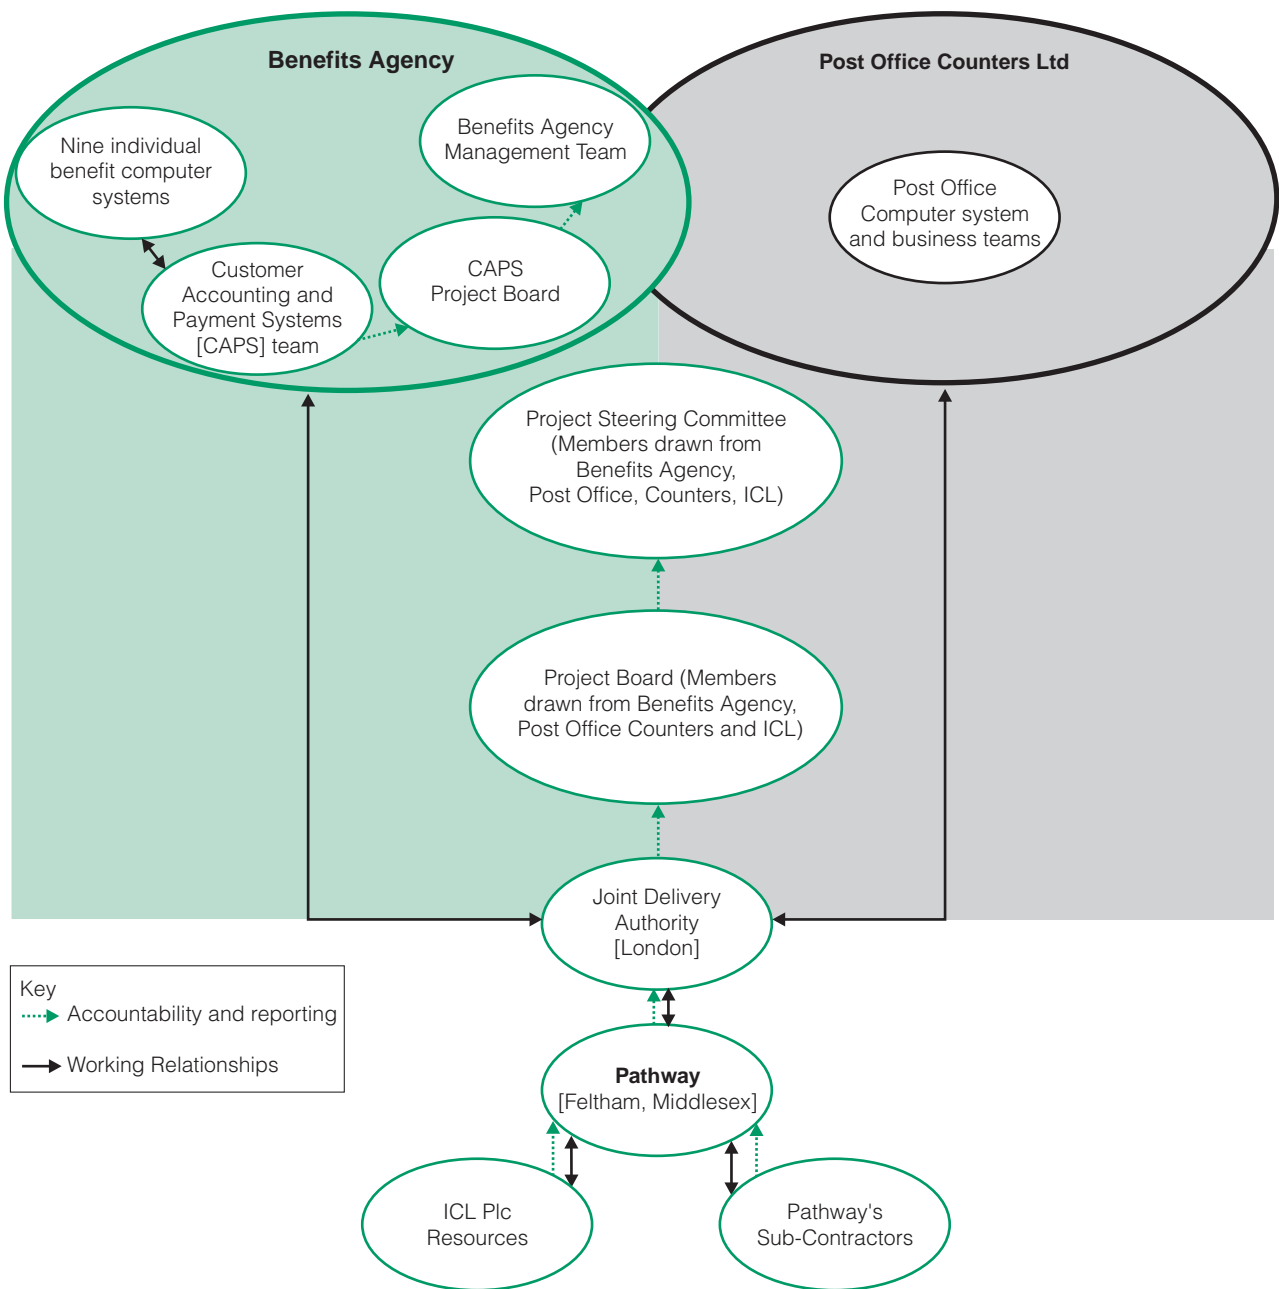 Benefits Agency
Post Office Counters Ltd
Benefits Agency
Management Team
Nine individual
benefit computer
systems
Post Office
Computer system
and business teams
Customer
Accounting and
Payment Systems
[CAPS] team
CAPS
Project Board
Project Steering Committee
(Members drawn from
Benefits Agency,
Post Office, Counters, ICL)
Project Board (Members
drawn from Benefits Agency,
Post Office Counters and ICL)
Joint Delivery
Authority
[London]
Key
Accountability and reporting
Working Relationships
Pathway
[Feltham, Middlesex]
ICL Plc
Resources
Pathway's
Sub-Contractors